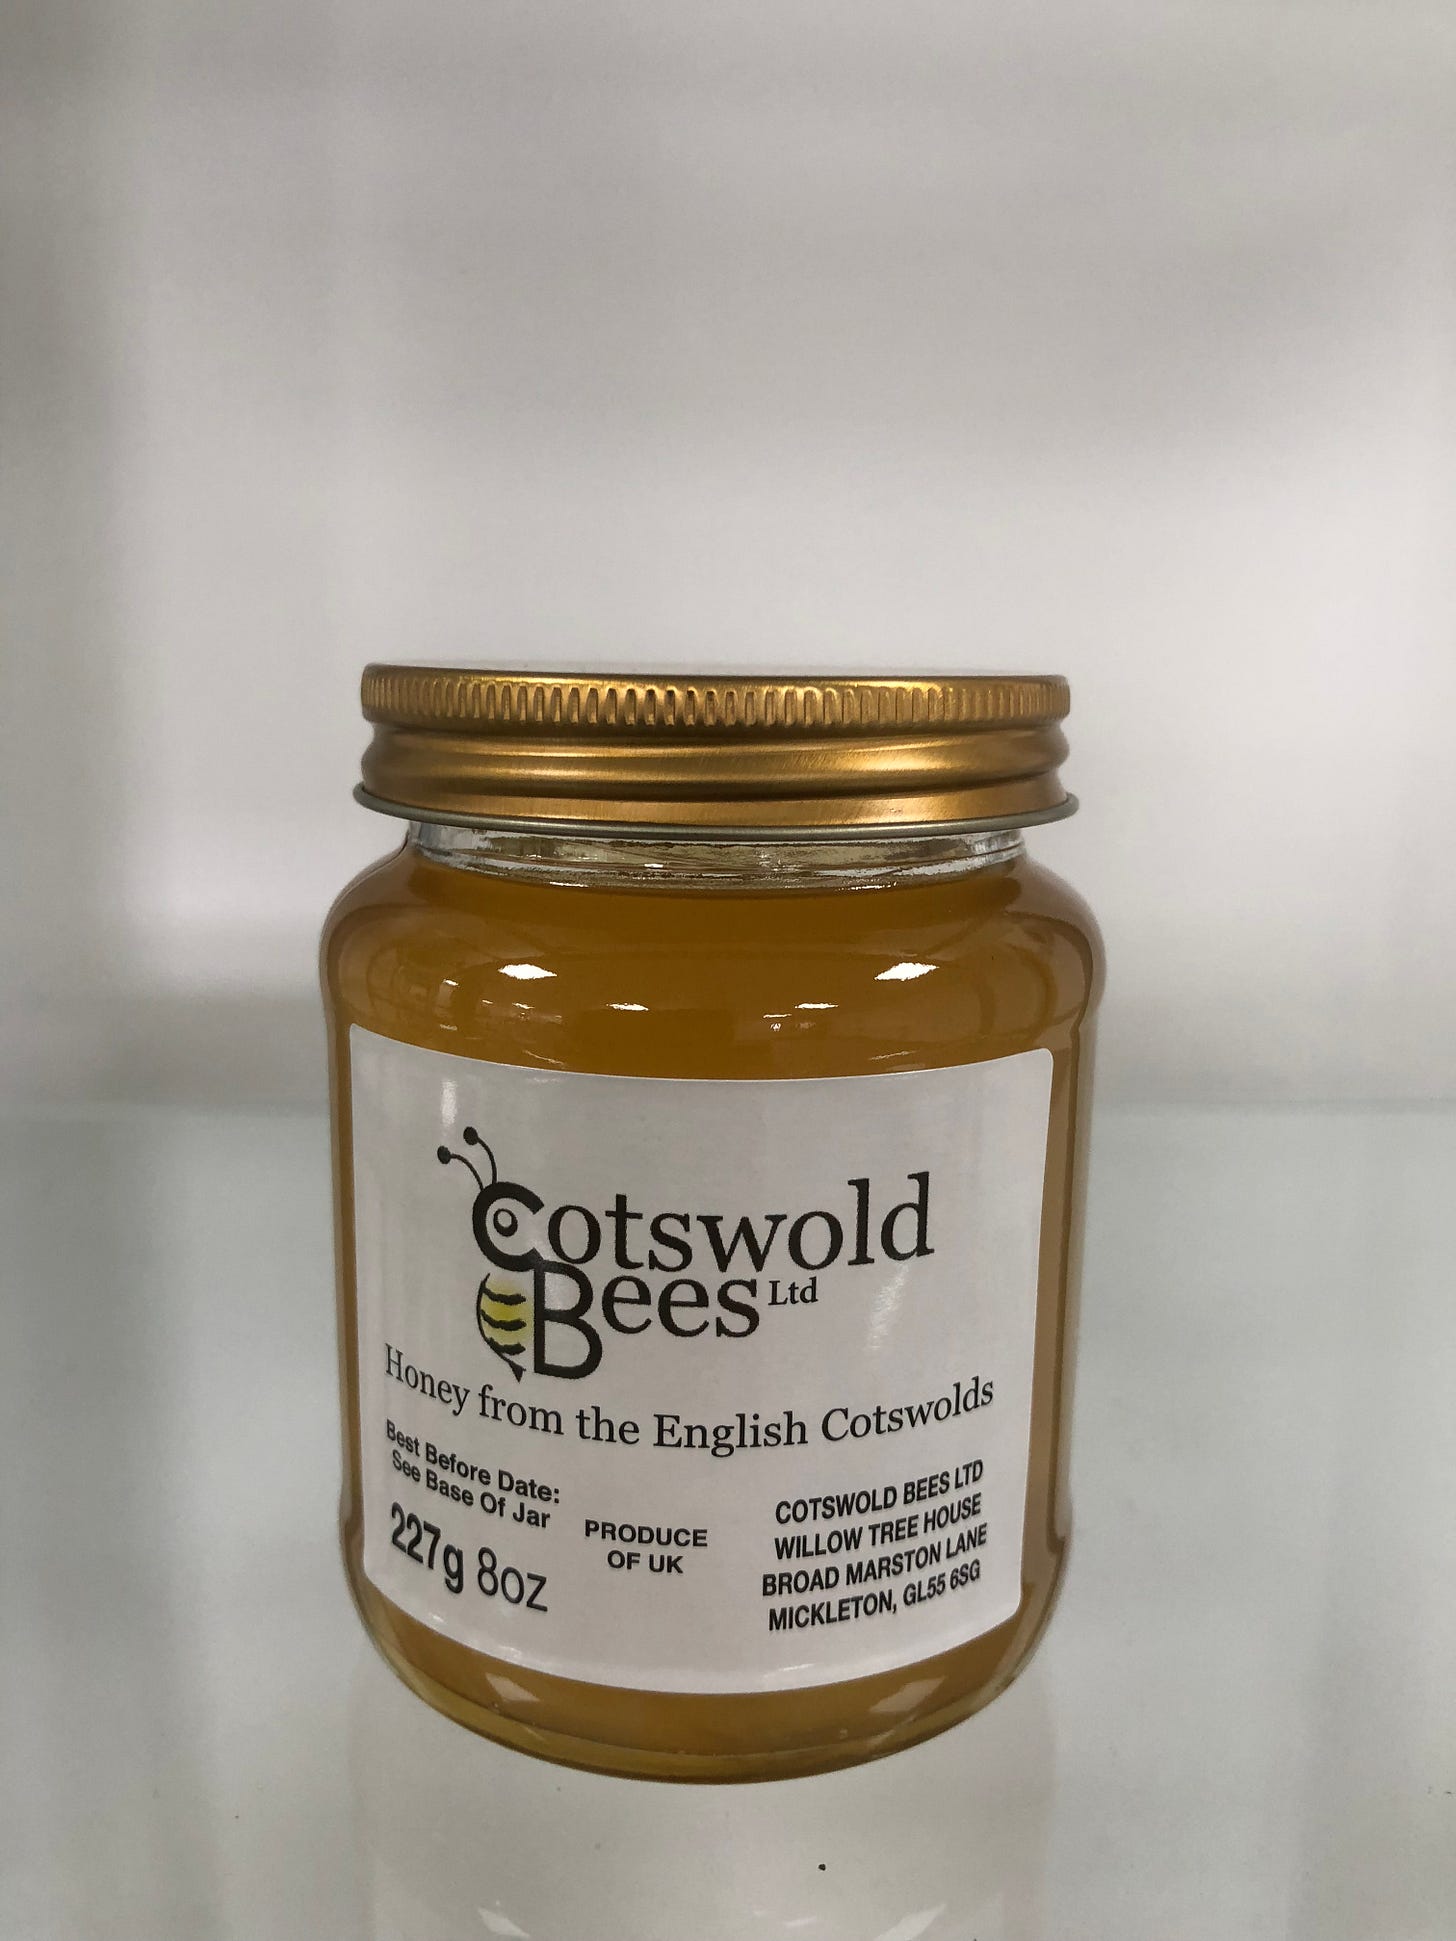 Cotswold
Bees Ltd
Honey from the English Cotswolds
Best Before Date:
See Base Of Jar
227g 8oz
PRODUCE
OF UK
COTSWOLD BEES LTD
WILLOW TREE HOUSE
BROAD MARSTON LANE
MICKLETON, GL55 6SG